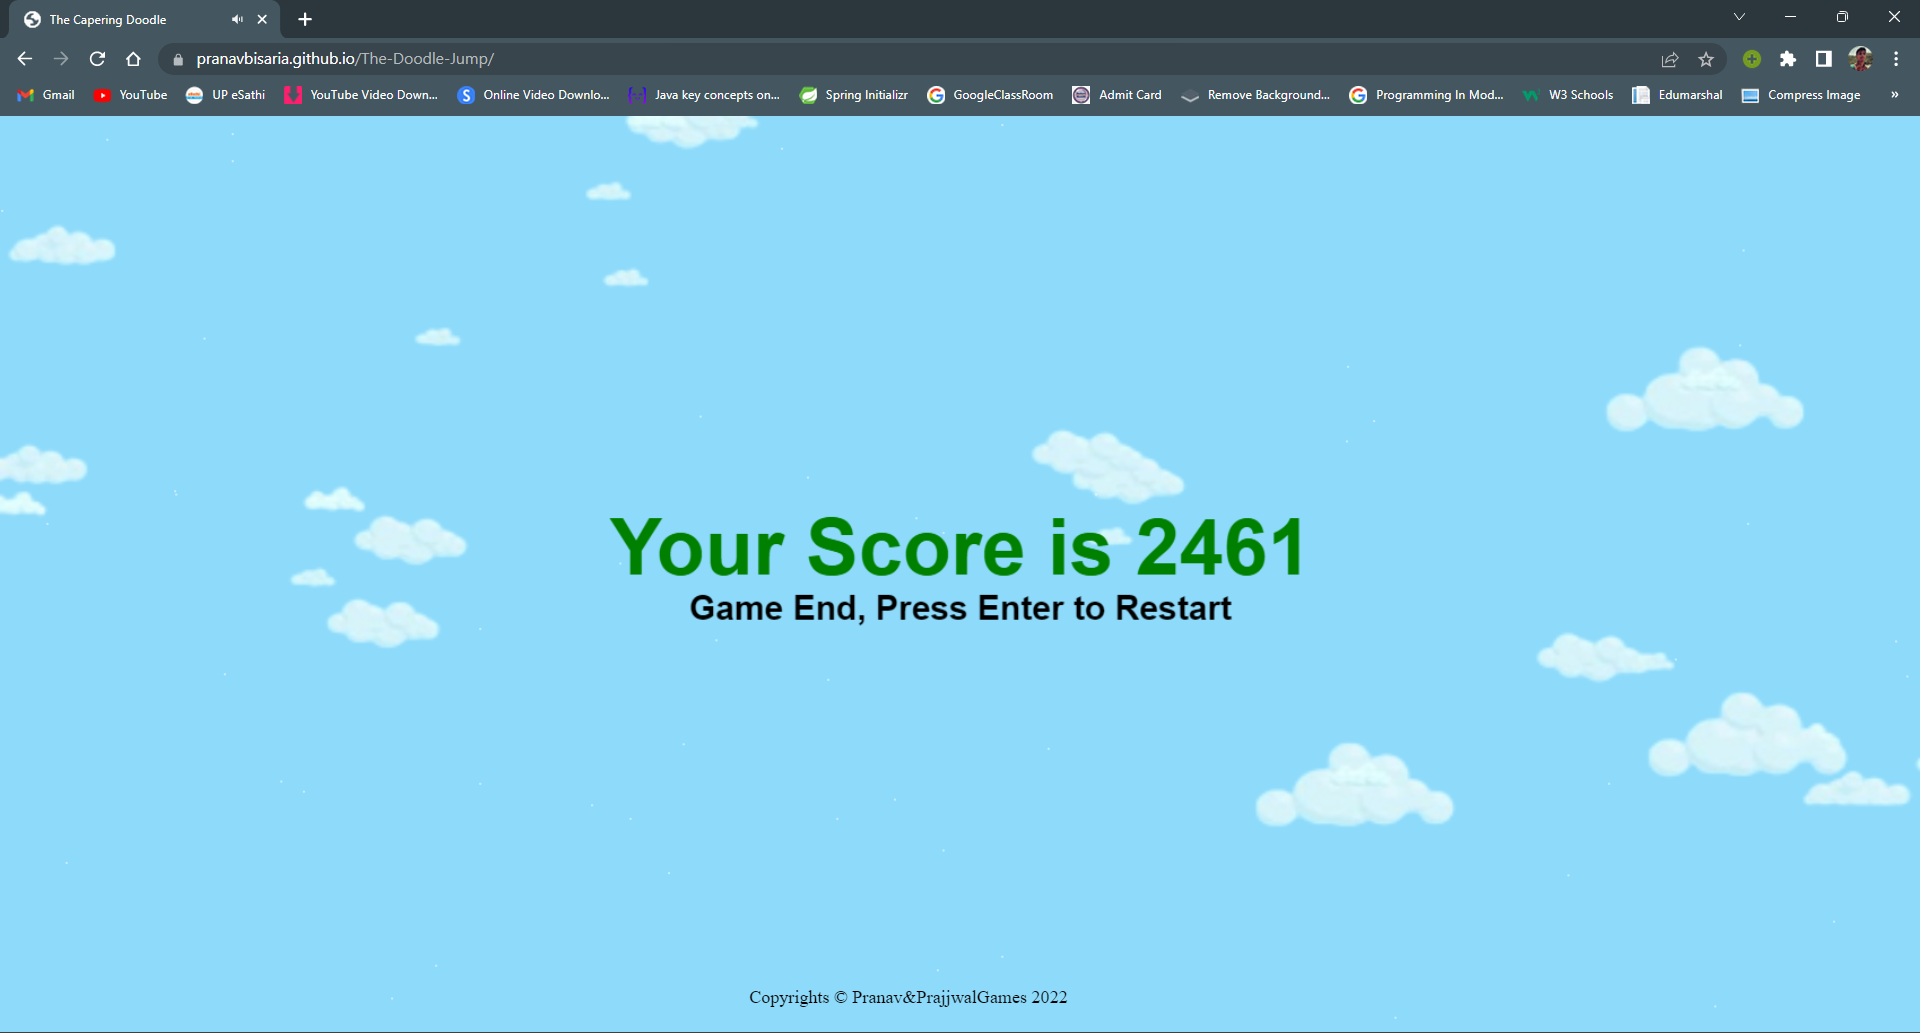 The Capering Doodle
pranavbisaria.github.io/The-Doodle-Jump/
Gmail YouTube UP eSathi YouTube Video Down... Online Video Downlo... Java key concepts on... Spring Initializr GoogleClassRoom Admit Card Remove Background... Programming In Mod... W3 Schools Edumarshal Compress Image »
Your Score is 2461
Game End, Press Enter to Restart
Copyrights © Pranav&PrajjwalGames 2022